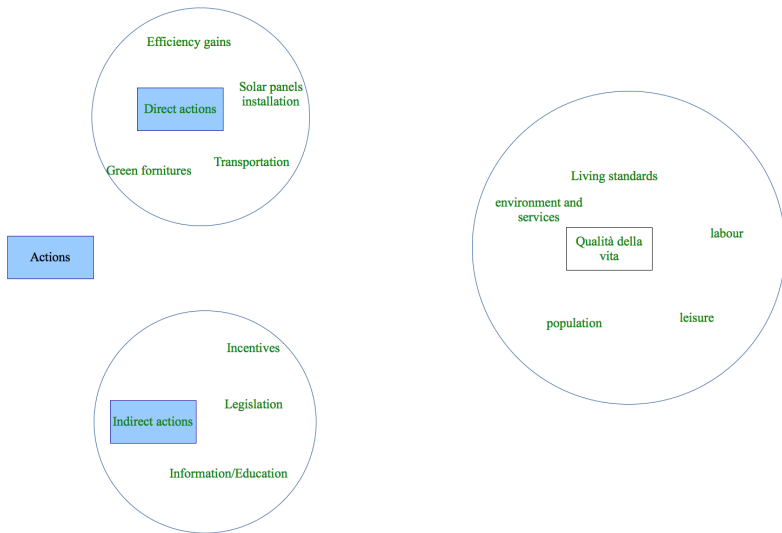 Efficiency gains
Direct actions
Solar panels
installation
Green fornitures
Transportation
Actions
Incentives
Legislation
Indirect actions
Information/Education
Living standards
environment and
services
Qualità della
vita
labour
population
leisure